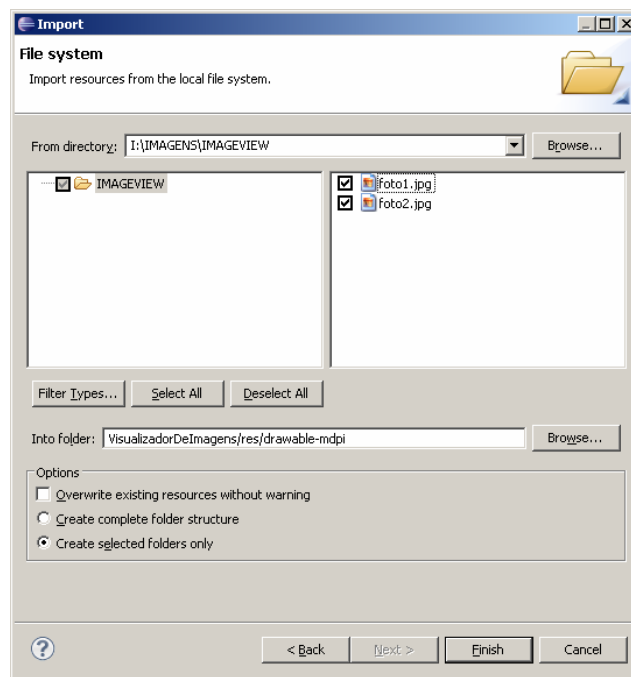 Import
File system
Import resources from the local file system.
From directory: I:\IMAGENS\IMAGEVIEW Browse...
IMAGEVIEW
foto1.jpg
foto2.jpg
Filter Types... Select All Deselect All
Into folder: VisualizadorDeImagens/res/drawable-mdpi Browse...
Options
Overwrite existing resources without warning
Create complete folder structure
Create selected folders only
? < Back Next > Finish Cancel